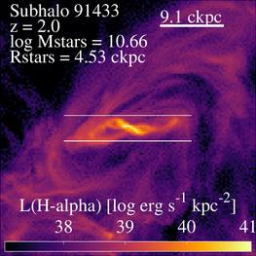 Subhalo 91433
9.1 ckpc
z = 2.0
log Mstars = 10.66
Rstars = 4.53 ckpc
L(H-alpha) [log erg s⁻¹ kpc⁻²]
38 39 40 41